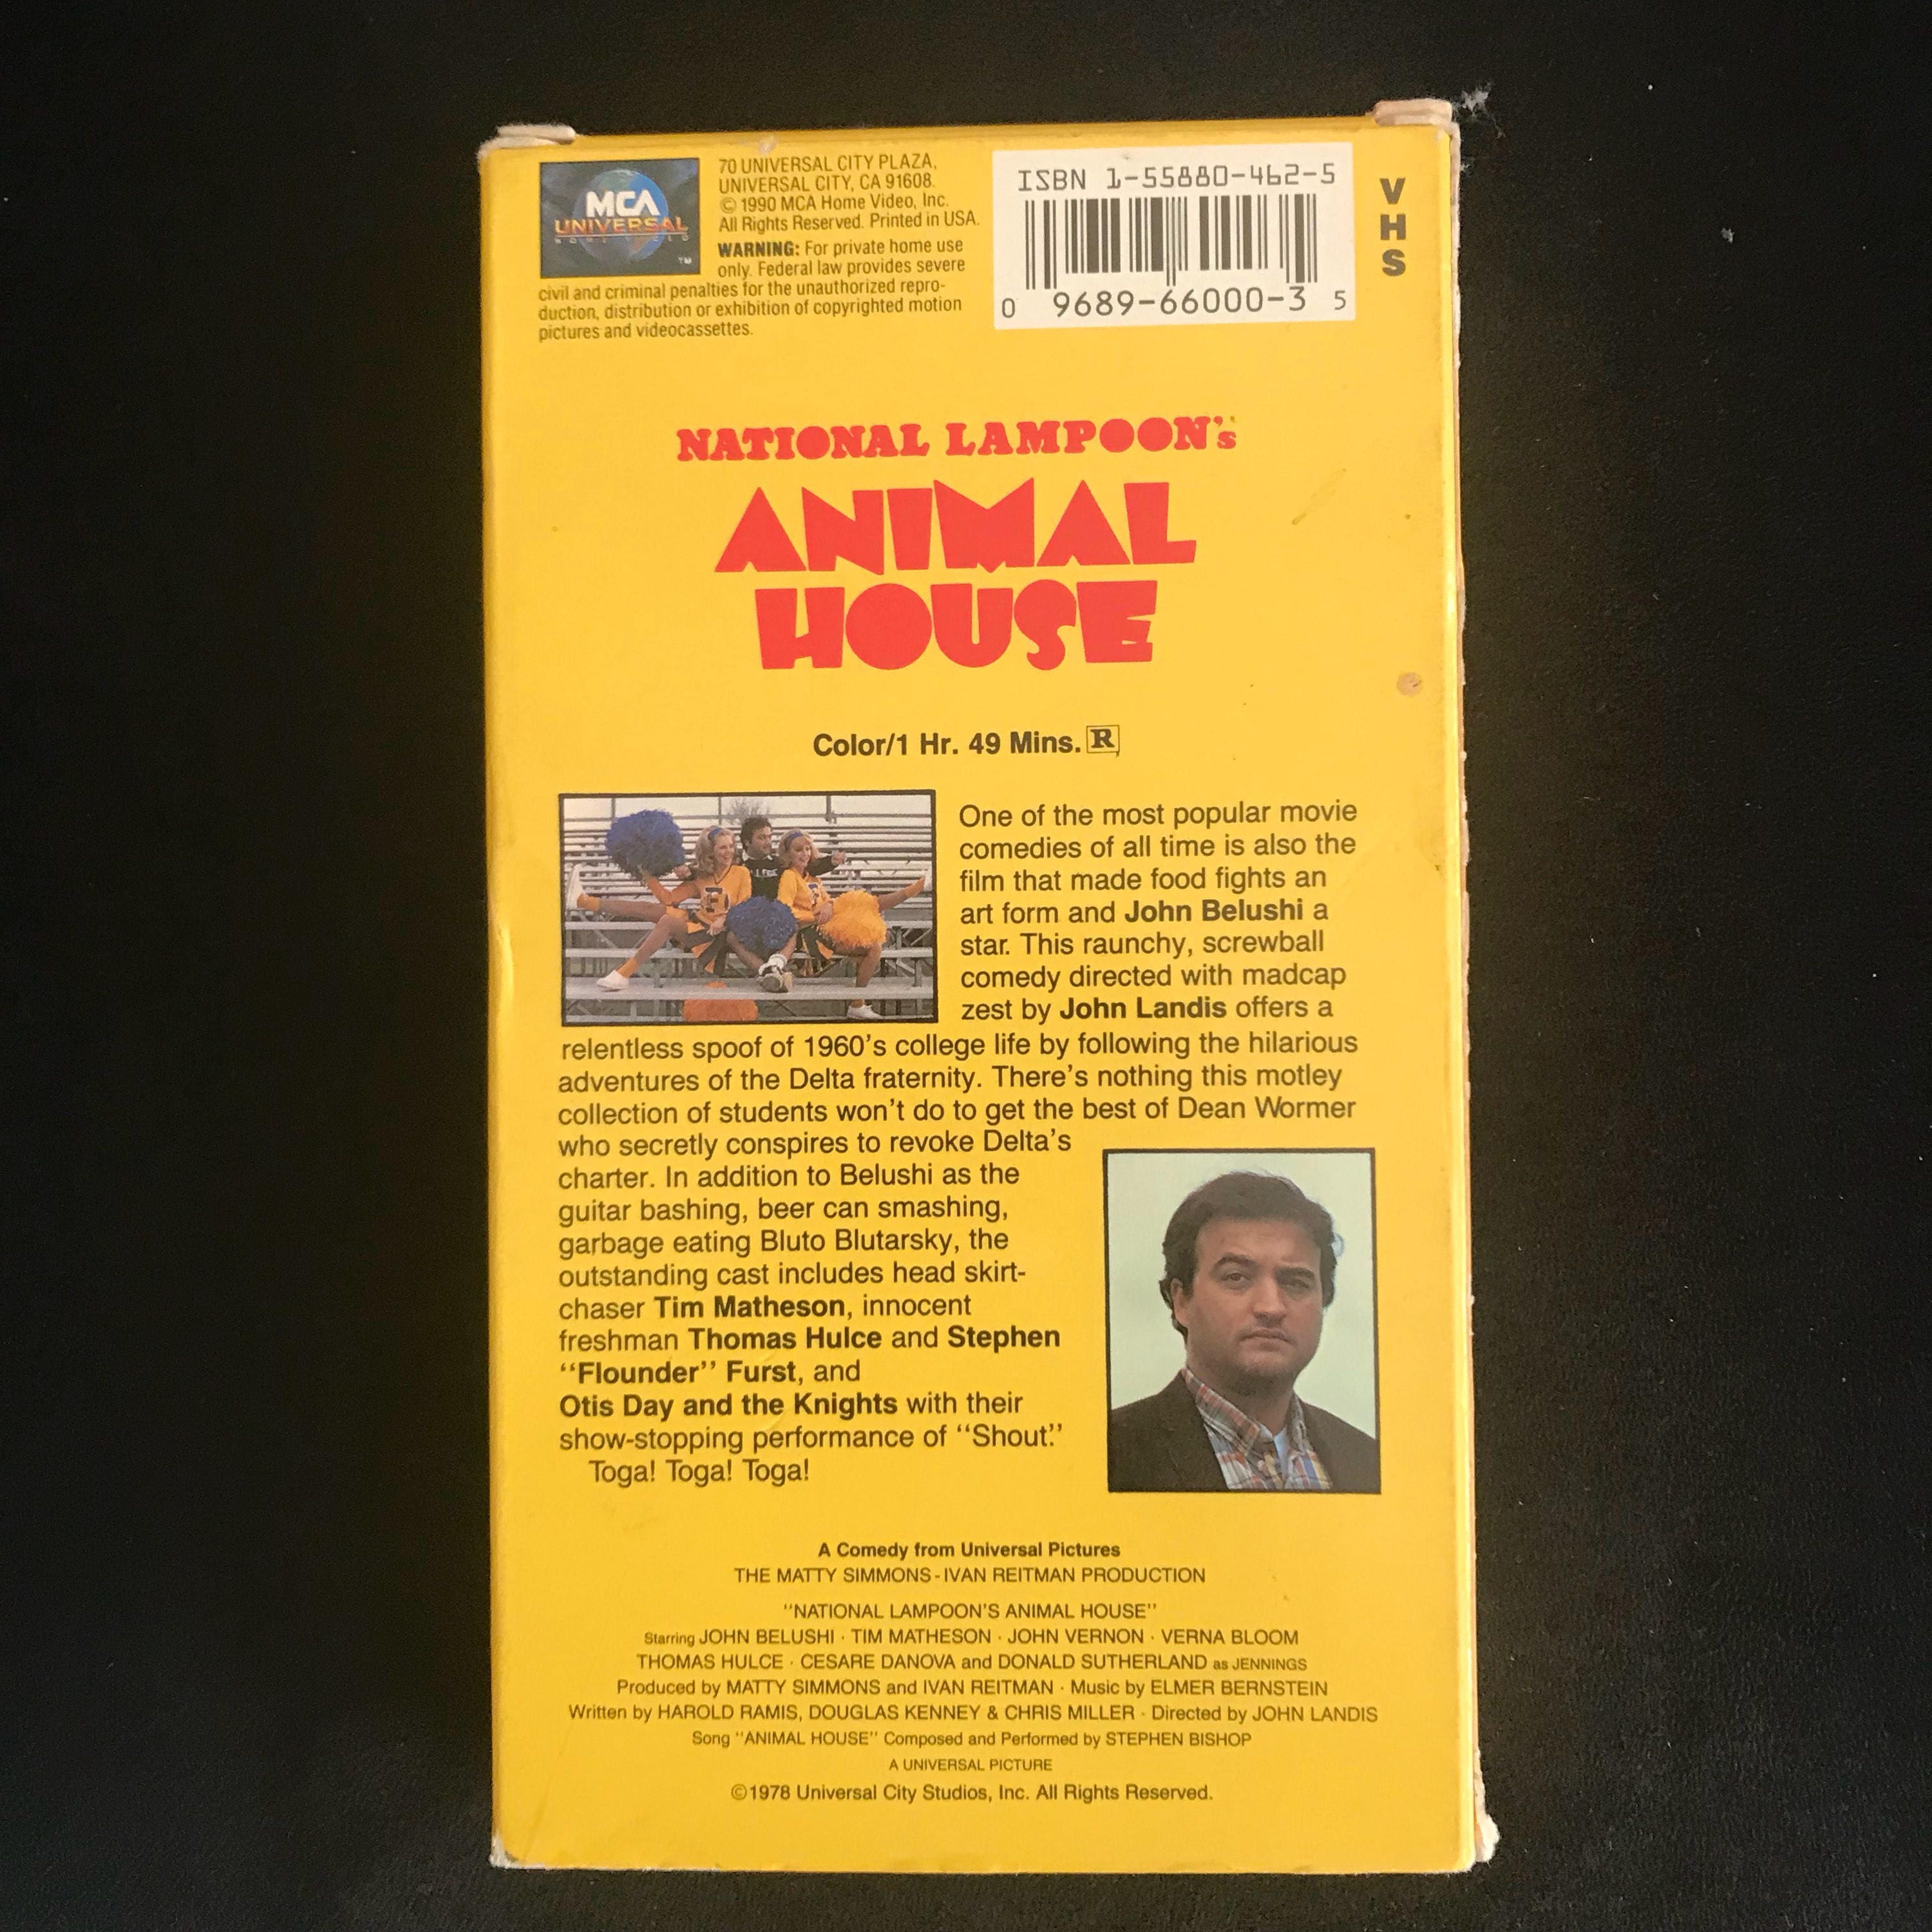 MCA
UNIVERSAL
HOME VIDEO
TM
70 UNIVERSAL CITY PLAZA,
UNIVERSAL CITY, CA 91608.
© 1990 MCA Home Video, Inc.
All Rights Reserved. Printed in USA.
WARNING: For private home use
only. Federal law provides severe
civil and criminal penalties for the unauthorized repro-
duction, distribution or exhibition of copyrighted motion
pictures and videocassettes.
ISBN 1-55880-462-5
0 9689-66000-3 5
VHS
NATIONAL LAMPOON's
ANIMAL
HOUSE
Color/1 Hr. 49 Mins. R
One of the most popular movie
comedies of all time is also the
film that made food fights an
art form and John Belushi a
star. This raunchy, screwball
comedy directed with madcap
zest by John Landis offers a
relentless spoof of 1960's college life by following the hilarious
adventures of the Delta fraternity. There's nothing this motley
collection of students won't do to get the best of Dean Wormer
who secretly conspires to revoke Delta's
charter. In addition to Belushi as the
guitar bashing, beer can smashing,
garbage eating Bluto Blutarsky, the
outstanding cast includes head skirt-
chaser Tim Matheson, innocent
freshman Thomas Hulce and Stephen
"Flounder" Furst, and
Otis Day and the Knights with their
show-stopping performance of "Shout."
Toga! Toga! Toga!
A Comedy from Universal Pictures
THE MATTY SIMMONS - IVAN REITMAN PRODUCTION
"NATIONAL LAMPOON'S ANIMAL HOUSE"
Starring JOHN BELUSHI · TIM MATHESON · JOHN VERNON · VERNA BLOOM
THOMAS HULCE · CESARE DANOVA and DONALD SUTHERLAND as JENNINGS
Produced by MATTY SIMMONS and IVAN REITMAN · Music by ELMER BERNSTEIN
Written by HAROLD RAMIS, DOUGLAS KENNEY & CHRIS MILLER · Directed by JOHN LANDIS
Song "ANIMAL HOUSE" Composed and Performed by STEPHEN BISHOP
A UNIVERSAL PICTURE
©1978 Universal City Studios, Inc. All Rights Reserved.